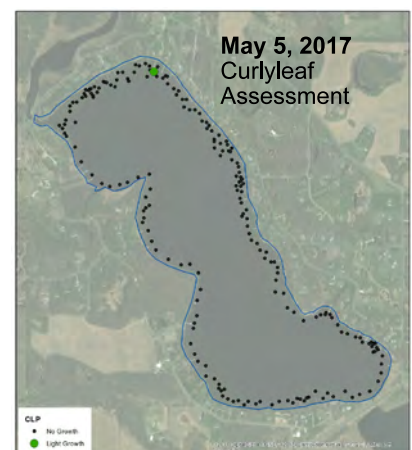 May 5, 2017
Curlyleaf
Assessment
CLP
No Growth
Light Growth